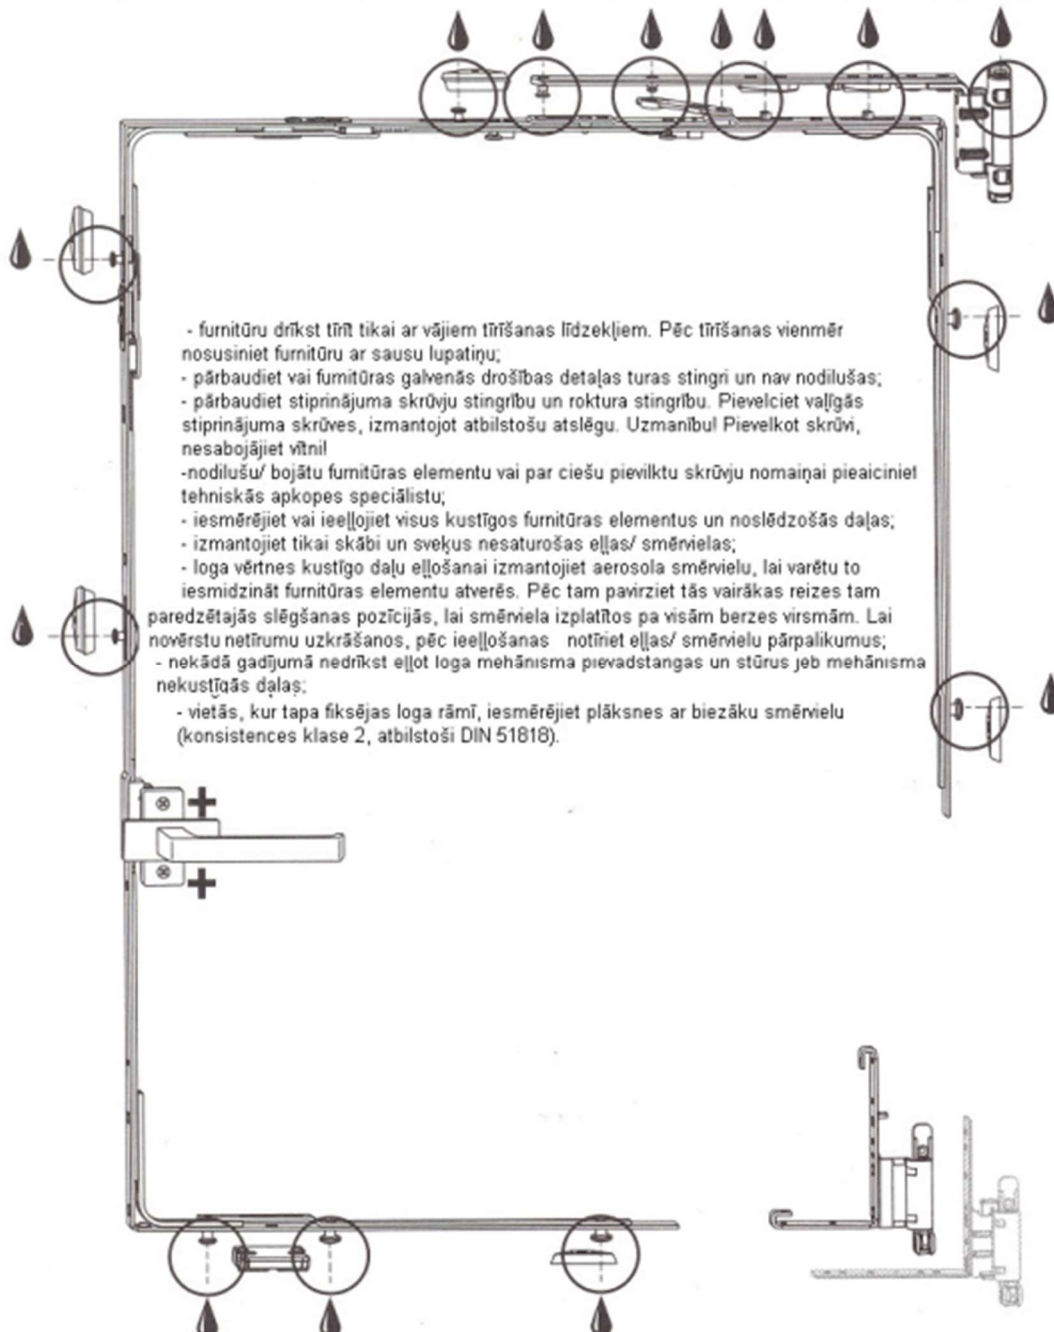 - furnitūru drīkst tīrīt tikai ar vājiem tīrīšanas līdzekļiem. Pēc tīrīšanas vienmēr
nosusiniet furnitūru ar sausu lupatiņu;
- pārbaudiet vai furnitūras galvenās drošības detaļas turas stingri un nav nodilušas;
- pārbaudiet stiprinājuma skrūvju stingrību un roktura stingrību. Pievelciet vaļīgās
stiprinājuma skrūves, izmantojot atbilstošu atslēgu. Uzmanību! Pievelkot skrūvi,
nesabojājiet vītni!
-nodilušu/ bojātu furnitūras elementu vai par ciešu pievilktu skrūvju nomaiņai pieaiciniet
tehniskās apkopes speciālistu;
- iesmērējiet vai ieeļļojiet visus kustīgos furnitūras elementus un noslēdzošās daļas;
- izmantojiet tikai skābi un sveķus nesaturošas eļļas/ smērvielas;
- loga vērtnes kustīgo daļu eļļošanai izmantojiet aerosola smērvielu, lai varētu to
iesmidzināt furnitūras elementu atverēs. Pēc tam pavirziet tās vairākas reizes tam
paredzētajās slēgšanas pozīcijās, lai smērviela izplatītos pa visām berzes virsmām. Lai
novērstu netīrumu uzkrāšanos, pēc ieeļļošanas notīriet eļļas/ smērvielu pārpalikumus;
- nekādā gadījumā nedrīkst eļļot loga mehānisma pievadstangas un stūrus jeb mehānisma
nekustīgās daļas;
- vietās, kur tapa fiksējas loga rāmī, iesmērējiet plāksnes ar biezāku smērvielu
(konsistences klase 2, atbilstoši DIN 51818).